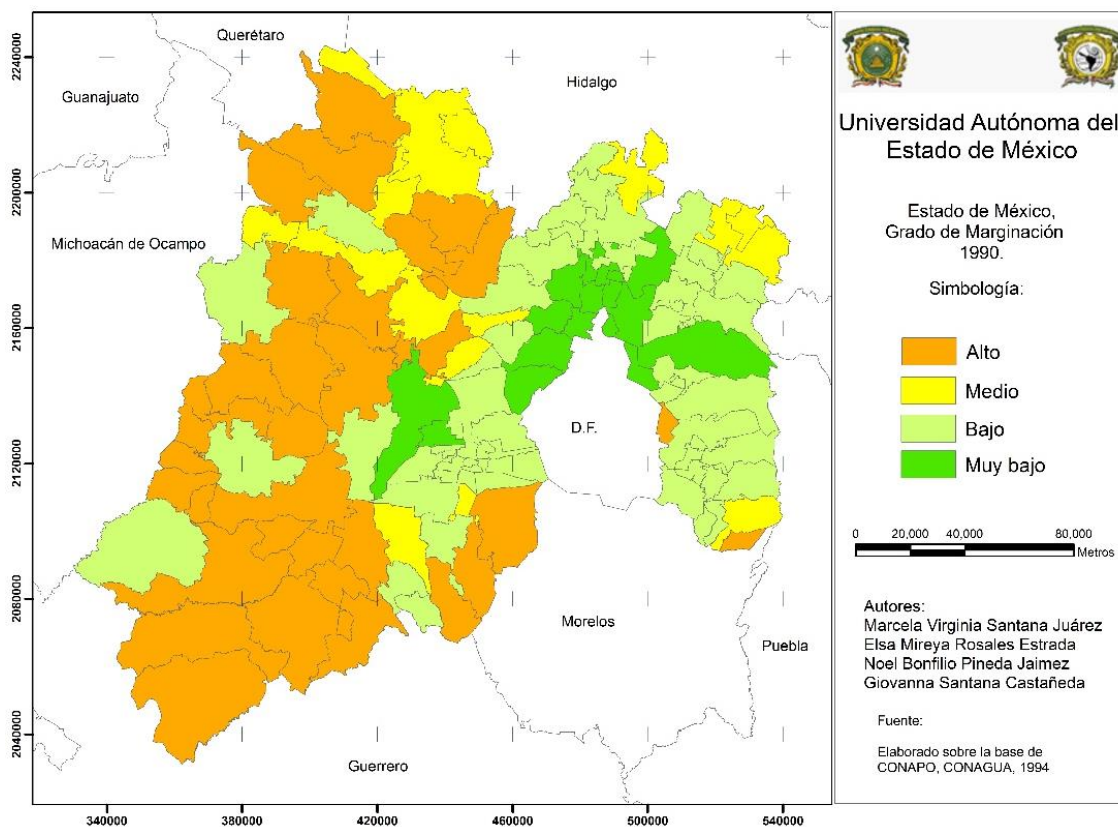 Querétaro
Guanajuato
Hidalgo
Michoacán de Ocampo
D.F.
Morelos
Puebla
Guerrero
2240000
2200000
2160000
2120000
2080000
2040000
340000
380000
420000
460000
500000
540000
Universidad Autónoma del
Estado de México
Estado de México,
Grado de Marginación
1990.
Simbología:
Alto
Medio
Bajo
Muy bajo
0 20,000 40,000 80,000
Metros
Autores:
Marcela Virginia Santana Juárez
Elsa Mireya Rosales Estrada
Noel Bonfilio Pineda Jaimez
Giovanna Santana Castañeda
Fuente:
Elaborado sobre la base de
CONAPO, CONAGUA, 1994